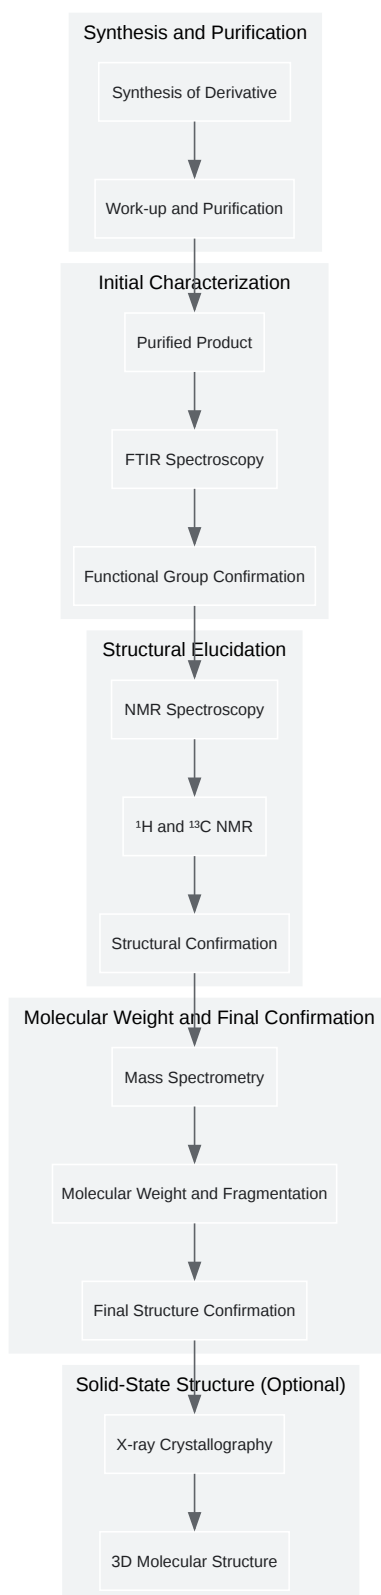 Synthesis and Purification
Synthesis of Derivative
Work-up and Purification
Initial Characterization
Purified Product
FTIR Spectroscopy
Functional Group Confirmation
Structural Elucidation
NMR Spectroscopy
¹H and ¹³C NMR
Structural Confirmation
Molecular Weight and Final Confirmation
Mass Spectrometry
Molecular Weight and Fragmentation
Final Structure Confirmation
Solid-State Structure (Optional)
X-ray Crystallography
3D Molecular Structure